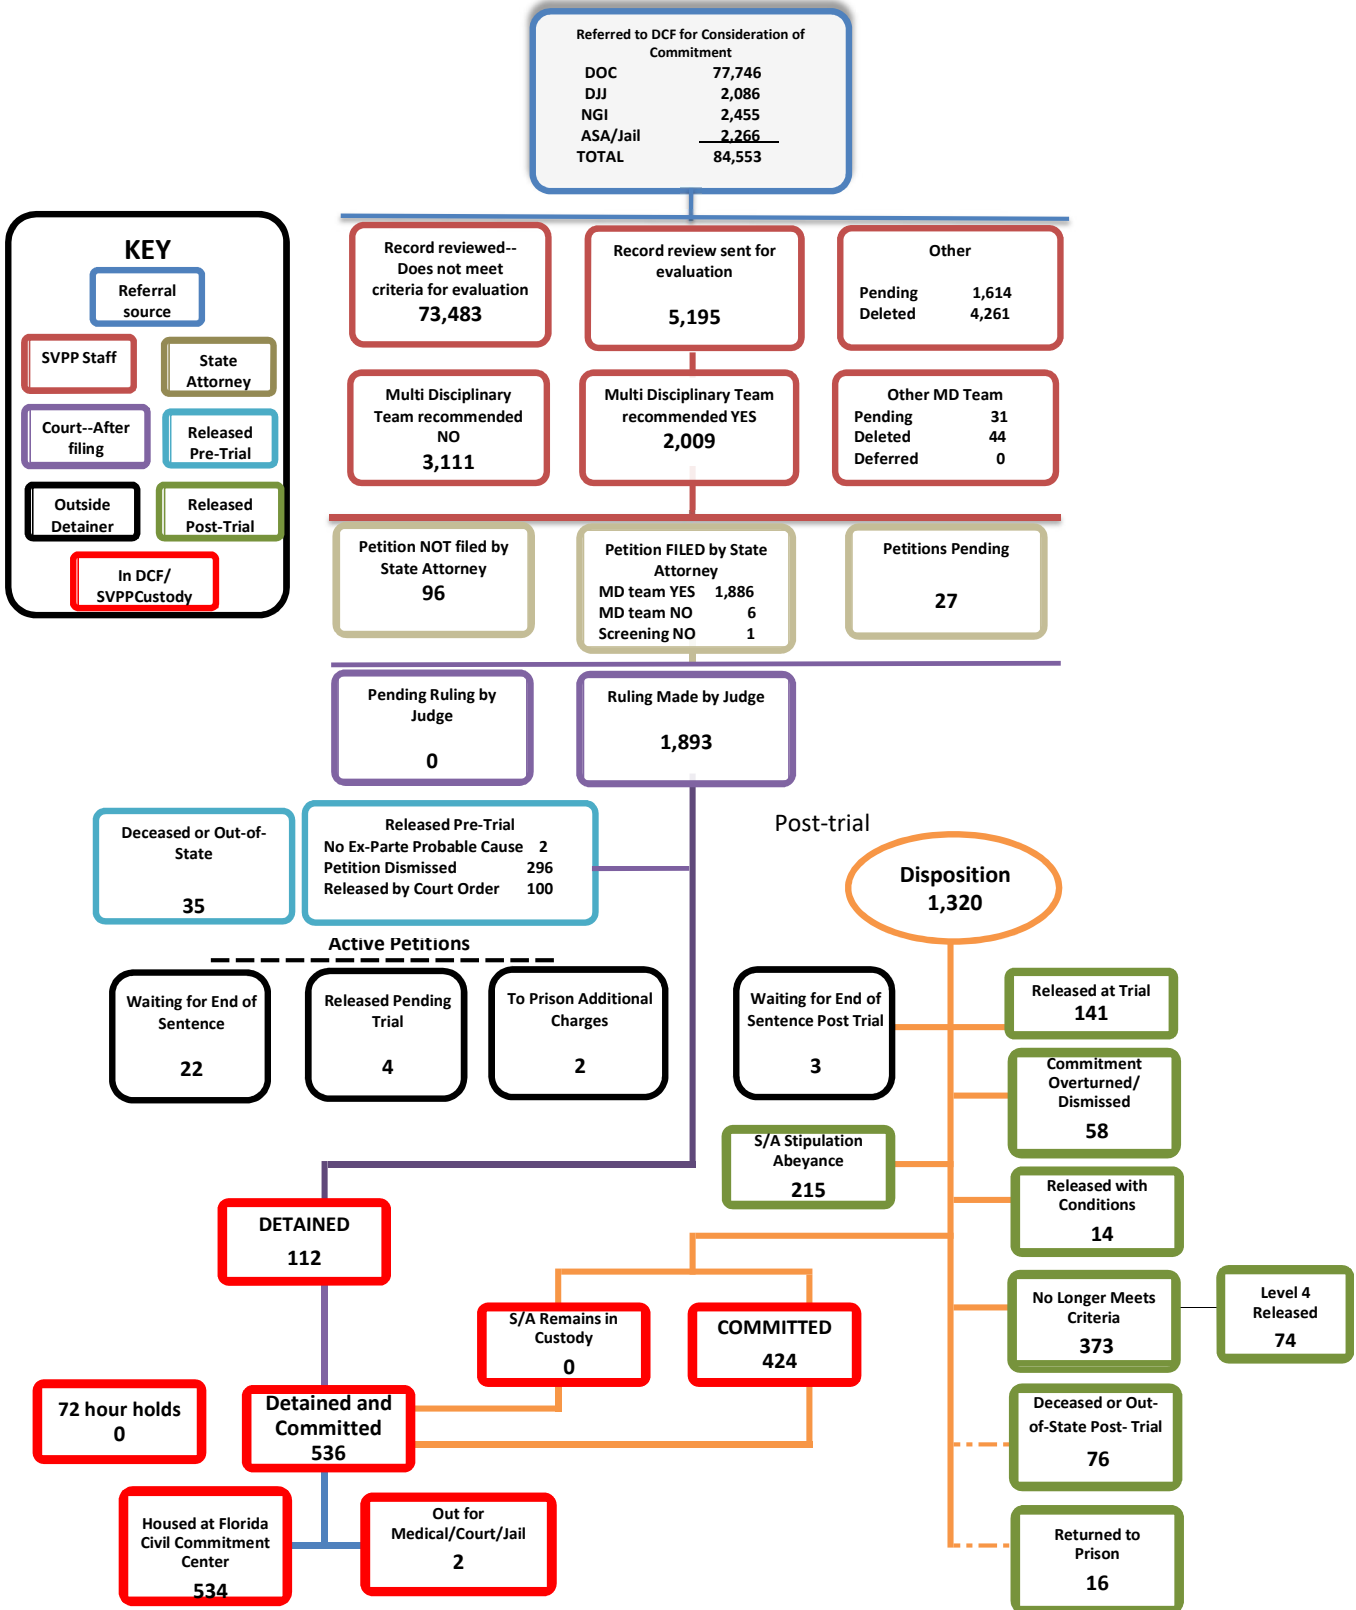 Referred to DCF for Consideration of
Commitment
DOC 77,746
DJJ 2,086
NGI 2,455
ASA/Jail 2,266
TOTAL 84,553
KEY
Referral
source
SVPP Staff
State
Attorney
Court--After
filing
Released
Pre-Trial
Outside
Detainer
Released
Post-Trial
In DCF/
SVPPCustody
Record reviewed--
Does not meet
criteria for evaluation
73,483
Record review sent for
evaluation
5,195
Other
Pending 1,614
Deleted 4,261
Multi Disciplinary
Team recommended
NO
3,111
Multi Disciplinary Team
recommended YES
2,009
Other MD Team
Pending 31
Deleted 44
Deferred 0
Petition NOT filed by
State Attorney
96
Petition FILED by State
Attorney
MD team YES 1,886
MD team NO 6
Screening NO 1
Petitions Pending
27
Pending Ruling by
Judge
0
Ruling Made by Judge
1,893
Deceased or Out-of-
State
35
Released Pre-Trial
No Ex-Parte Probable Cause 2
Petition Dismissed 296
Released by Court Order 100
Post-trial
Disposition
1,320
Active Petitions
Waiting for End of
Sentence
22
Released Pending
Trial
4
To Prison Additional
Charges
2
Waiting for End of
Sentence Post Trial
3
Released at Trial
141
Commitment
Overturned/
Dismissed
58
S/A Stipulation
Abeyance
215
Released with
Conditions
14
DETAINED
112
No Longer Meets
Criteria
373
Level 4
Released
74
S/A Remains in
Custody
0
COMMITTED
424
72 hour holds
0
Detained and
Committed
536
Deceased or Out-
of-State Post- Trial
76
Housed at Florida
Civil Commitment
Center
534
Out for
Medical/Court/Jail
2
Returned to
Prison
16